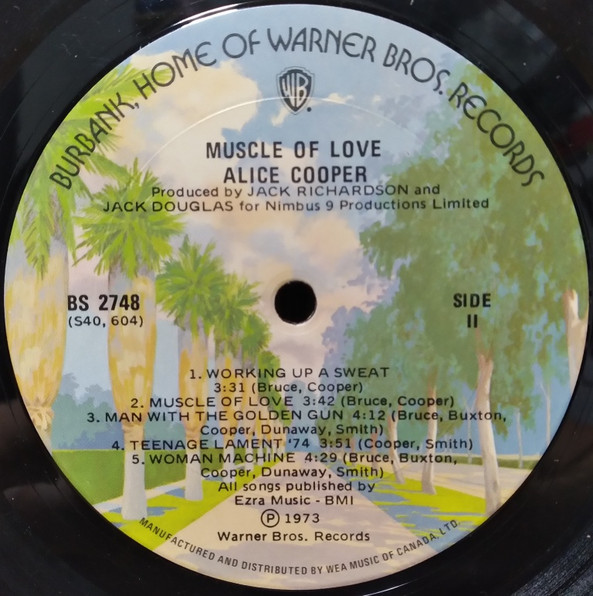 BURBANK, HOME OF WARNER BROS. RECORDS
WB
MUSCLE OF LOVE
ALICE COOPER
Produced by JACK RICHARDSON and
JACK DOUGLAS for Nimbus 9 Productions Limited
BS 2748
(S40, 604)
SIDE
II
1. WORKING UP A SWEAT
3:31 (Bruce, Cooper)
2. MUSCLE OF LOVE 3:42 (Bruce, Cooper)
3. MAN WITH THE GOLDEN GUN 4:12 (Bruce, Buxton,
Cooper, Dunaway, Smith)
4. TEENAGE LAMENT '74 3:51 (Cooper, Smith)
5. WOMAN MACHINE 4:29 (Bruce, Buxton,
Cooper, Dunaway, Smith)
All songs published by
Ezra Music - BMI
Ⓟ 1973
Warner Bros. Records
MANUFACTURED AND DISTRIBUTED BY WEA MUSIC OF CANADA, LTD.